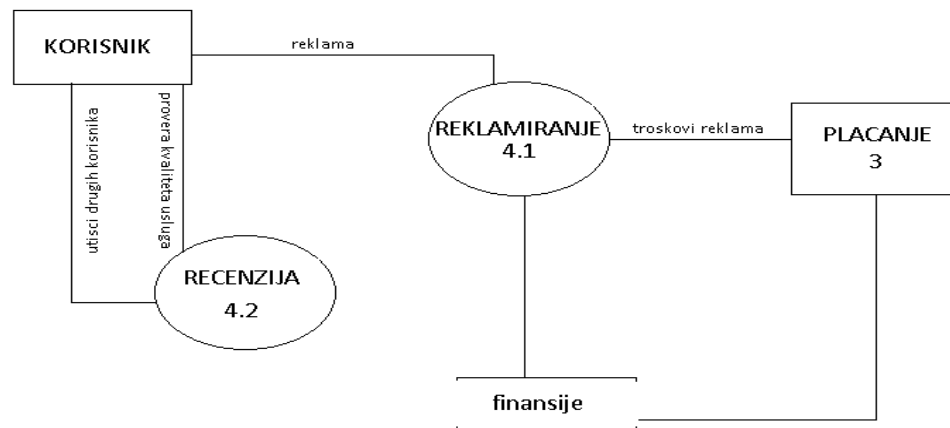 KORISNIK
reklama
utisci drugih korisnika
provera kvaliteta usluga
REKLAMIRANJE
4.1
troskovi reklama
PLACANJE
3
RECENZIJA
4.2
finansije